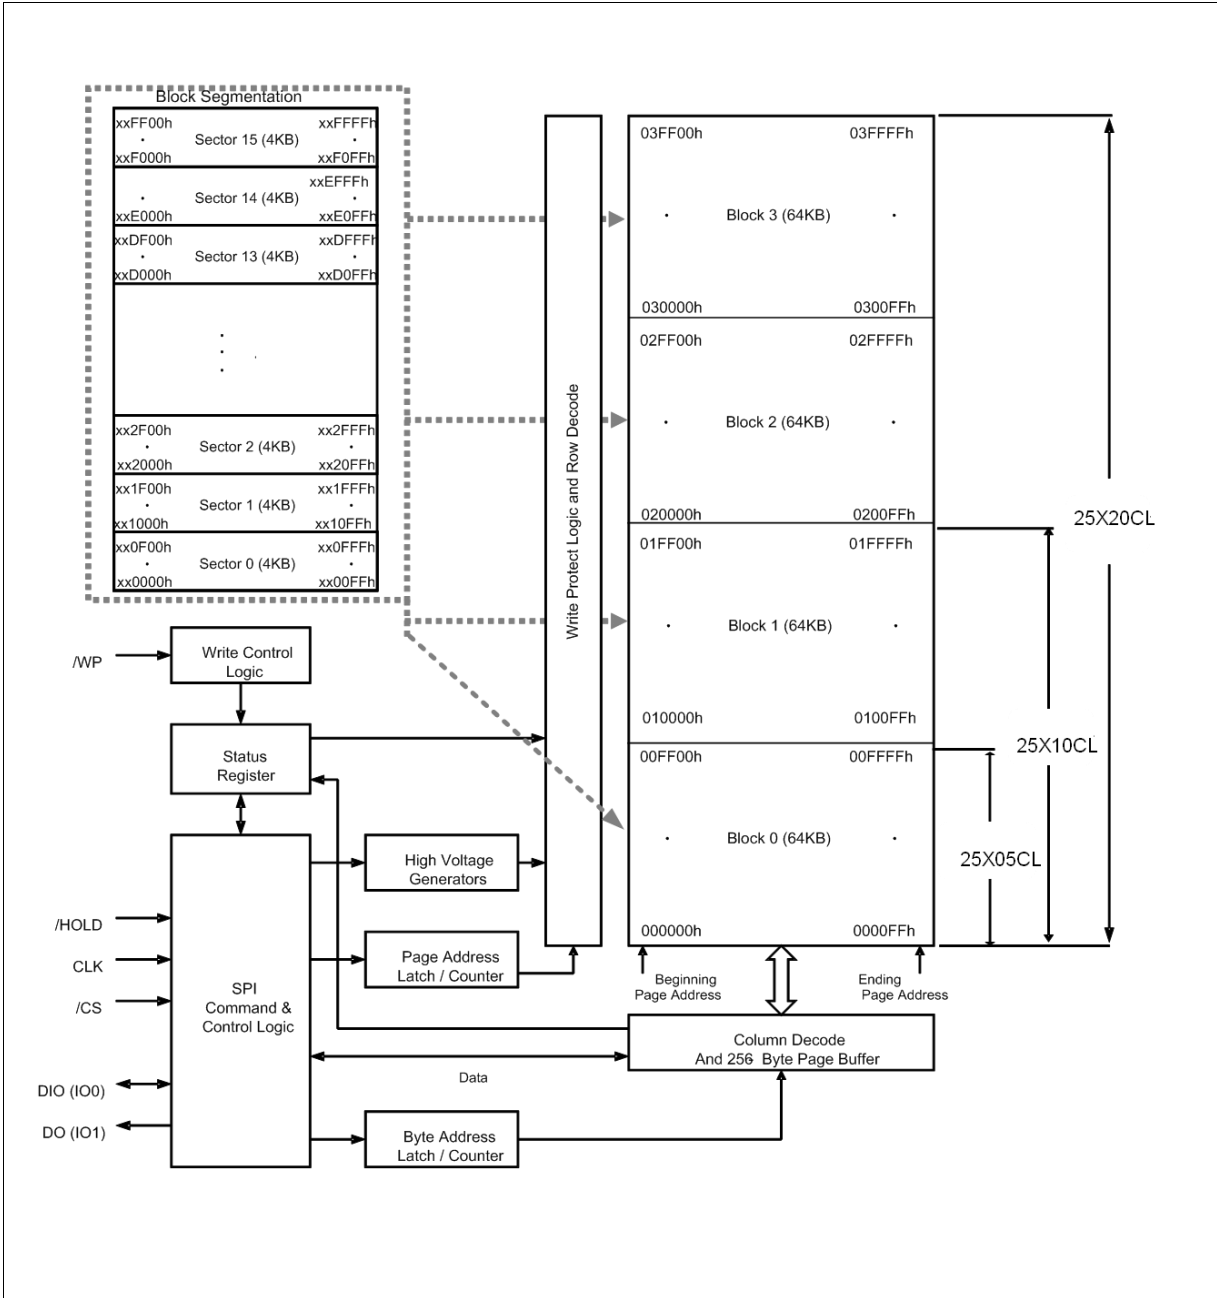 Block Segmentation
xxFF00h xxFFFFh
Sector 15 (4KB)
xxF000h xxF0FFh
xxEFFFh
Sector 14 (4KB)
xxE000h xxE0FFh
xxDF00h xxDFFFh
Sector 13 (4KB)
xxD000h xxD0FFh
xx2F00h xx2FFFh
Sector 2 (4KB)
xx2000h xx20FFh
xx1F00h xx1FFFh
Sector 1 (4KB)
xx1000h xx10FFh
xx0F00h xx0FFFh
Sector 0 (4KB)
xx0000h xx00FFh
Write Protect Logic and Row Decode
03FF00h 03FFFFh
Block 3 (64KB)
030000h 0300FFh
02FF00h 02FFFFh
Block 2 (64KB)
020000h 0200FFh
01FF00h 01FFFFh
Block 1 (64KB)
010000h 0100FFh
00FF00h 00FFFFh
Block 0 (64KB)
000000h 0000FFh
25X20CL
25X10CL
25X05CL
Beginning
Page Address
Ending
Page Address
/WP
Write Control
Logic
Status
Register
High Voltage
Generators
/HOLD
CLK
/CS
DIO (IO0)
DO (IO1)
SPI
Command &
Control Logic
Page Address
Latch / Counter
Column Decode
And 256- Byte Page Buffer
Data
Byte Address
Latch / Counter